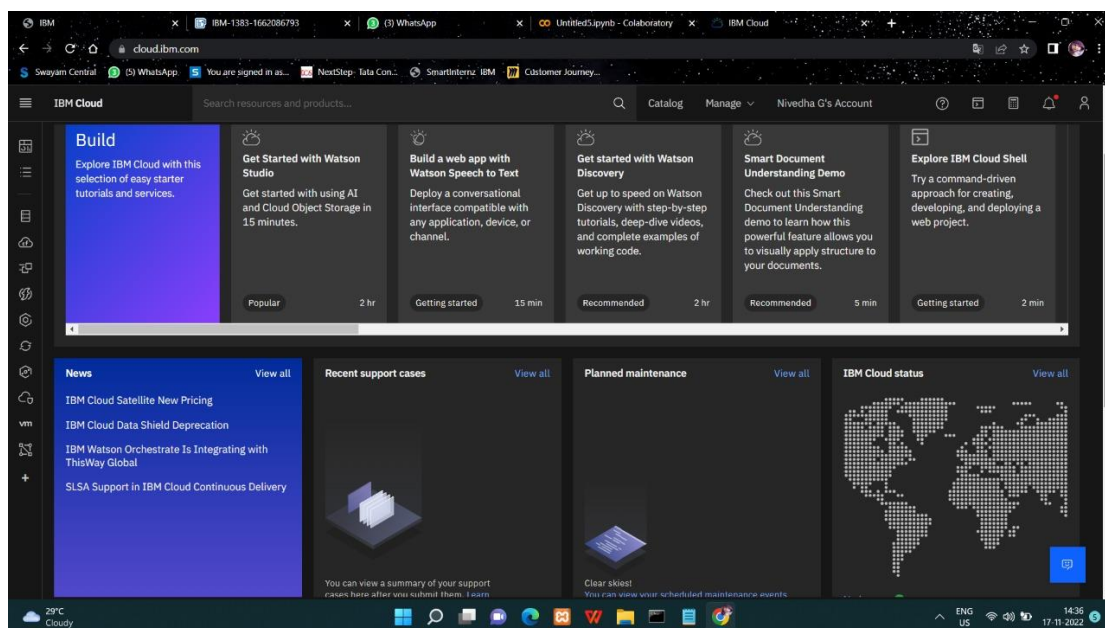 IBM
IBM-1383-1662086793
(3) WhatsApp
Untitled5.ipynb - Colaboratory
IBM Cloud
cloud.ibm.com
Swayam Central
(5) WhatsApp
You are signed in as...
NextStep- Tata Con...
SmartInternz IBM
Customer Journey...
IBM Cloud
Search resources and products...
Catalog
Manage
Nivedha G's Account
Build
Explore IBM Cloud with this
selection of easy starter
tutorials and services.
Get Started with Watson
Studio
Get started with using AI
and Cloud Object Storage in
15 minutes.
Popular
2 hr
Build a web app with
Watson Speech to Text
Deploy a conversational
interface compatible with
any application, device, or
channel.
Getting started
15 min
Get started with Watson
Discovery
Get up to speed on Watson
Discovery with step-by-step
tutorials, deep-dive videos,
and complete examples of
working code.
Recommended
2 hr
Smart Document
Understanding Demo
Check out this Smart
Document Understanding
demo to learn how this
powerful feature allows you
to visually apply structure to
your documents.
Recommended
5 min
Explore IBM Cloud Shell
Try a command-driven
approach for creating,
developing, and deploying a
web project.
Getting started
2 min
vm
News
View all
IBM Cloud Satellite New Pricing
IBM Cloud Data Shield Deprecation
IBM Watson Orchestrate Is Integrating with
ThisWay Global
SLSA Support in IBM Cloud Continuous Delivery
Recent support cases
View all
You can view a summary of your support
cases here after you submit them. Learn
Planned maintenance
View all
Clear skies!
You can view your scheduled maintenance events
IBM Cloud status
View all
29°C
Cloudy
ENG
US
14:36
17-11-2022